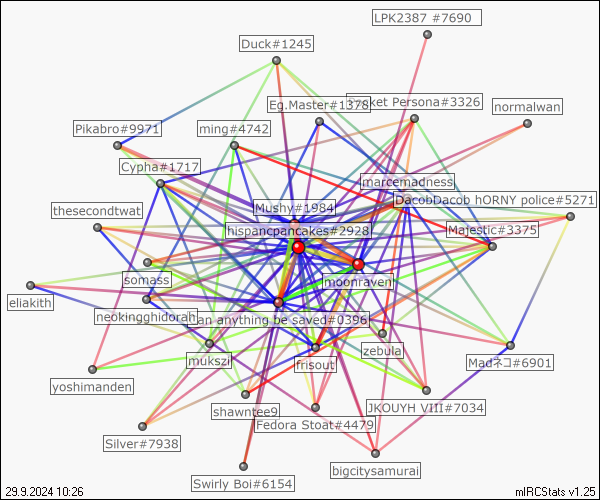 LPK2387 #7690
Duck#1245
Eg.Master#1378
ket Persona#3326
normalwan
Pikabro#9971
ming#4742
Cypha#1717
marcemadness
DacobDacob hORNY police#5271
thesecondtwat
Mushy#1984
hispancpancakes#2928
Majestic#3375
somass
moonraven
eliakith
neokingghidorah
an anything be saved#0396
mukszi
frisout
zebula
Madネコ#6901
yoshimanden
shawntee9
JKOUYH VIII#7034
Fedora Stoat#4479
Silver#7938
bigcitysamurai
Swirly Boi#6154
29.9.2024 10:26
mIRCStats v1.25